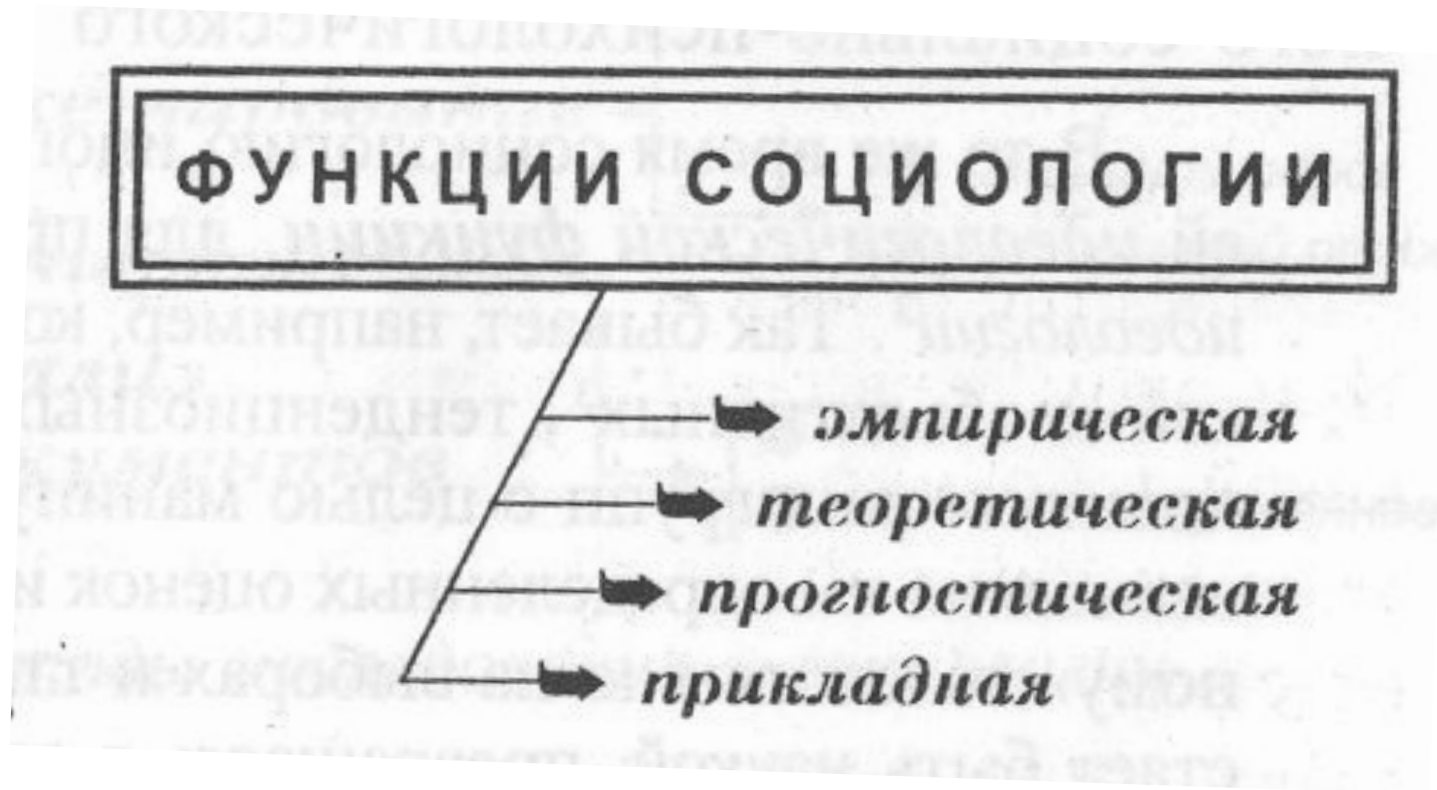 ФУНКЦИИ СОЦИОЛОГИИ
эмпирическая
теоретическая
прогностическая
прикладная